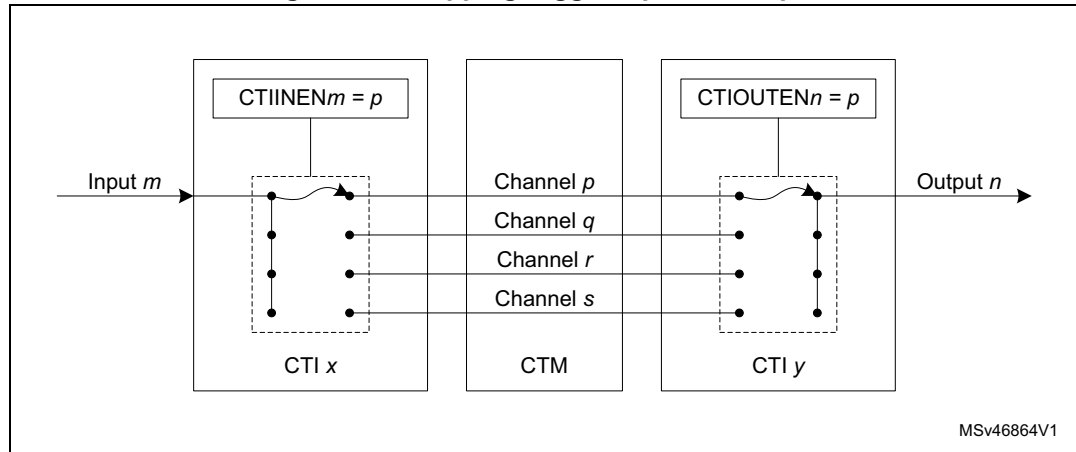 CTIINENm = p
CTIOUTENn = p
Input m
Channel p
Output n
Channel q
Channel r
Channel s
CTI x
CTM
CTI y
MSv46864V1